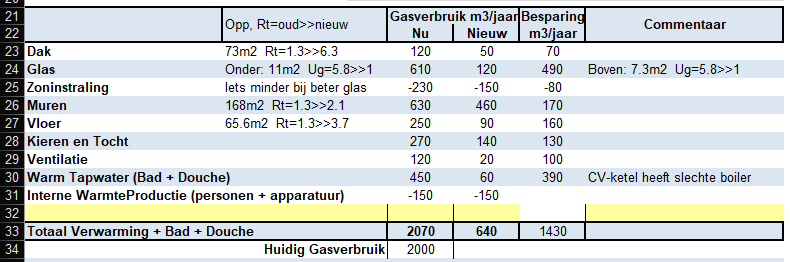 21 Opp, Rt=oud>>nieuw Gasverbruik m3/jaar Besparing Commentaar
22 Nu Nieuw m3/jaar
23 Dak 73m2 Rt=1.3>>6.3 120 50 70
24 Glas Onder: 11m2 Ug=5.8>>1 610 120 490 Boven: 7.3m2 Ug=5.8>>1
25 Zoninstraling Iets minder bij beter glas -230 -150 -80
26 Muren 168m2 Rt=1.3>>2.1 630 460 170
27 Vloer 65.6m2 Rt=1.3>>3.7 250 90 160
28 Kieren en Tocht 270 140 130
29 Ventilatie 120 20 100
30 Warm Tapwater (Bad + Douche) 450 60 390 CV-ketel heeft slechte boiler
31 Interne WarmteProductie (personen + apparatuur) -150 -150
32
33 Totaal Verwarming + Bad + Douche 2070 640 1430
34 Huidig Gasverbruik 2000